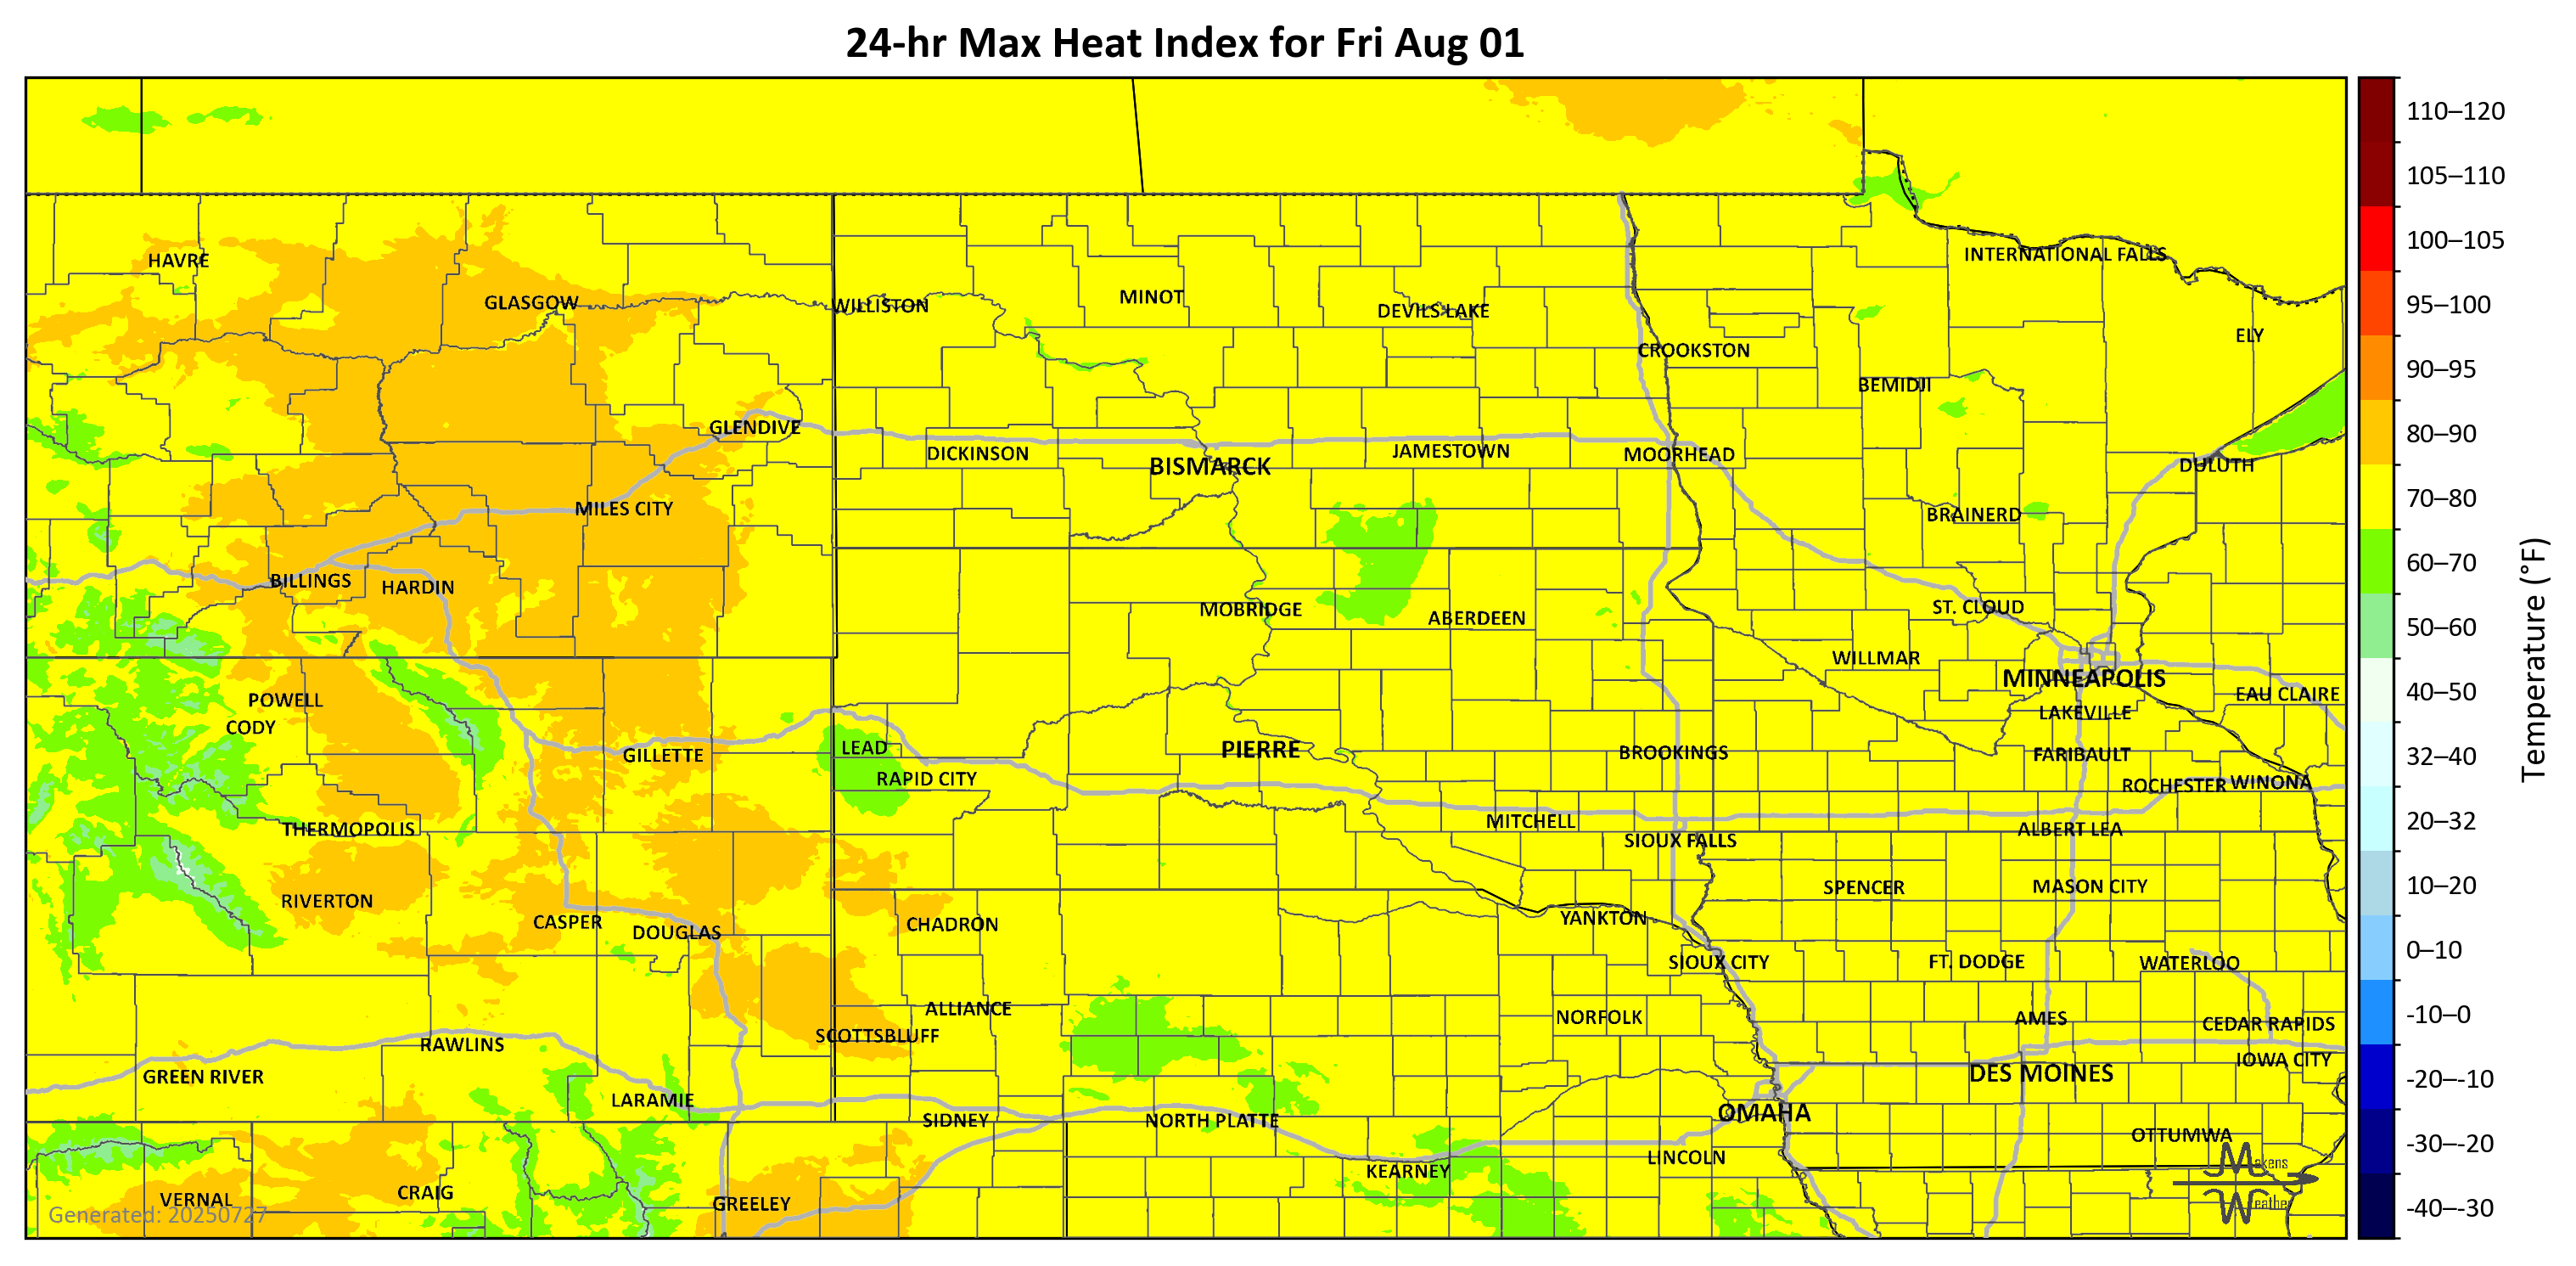 24-hr Max Heat Index for Fri Aug 01
HAVRE
GLASGOW
WILLISTON
MINOT
DEVILS LAKE
INTERNATIONAL FALLS
ELY
CROOKSTON
BEMIDJI
GLENDIVE
DICKINSON
BISMARCK
JAMESTOWN
MOORHEAD
DULUTH
MILES CITY
BRAINERD
BILLINGS
HARDIN
MOBRIDGE
ABERDEEN
ST. CLOUD
WILLMAR
MINNEAPOLIS
EAU CLAIRE
POWELL
CODY
LAKEVILLE
GILLETTE
LEAD
RAPID CITY
PIERRE
BROOKINGS
FARIBAULT
ROCHESTER
WINONA
THERMOPOLIS
MITCHELL
SIOUX FALLS
ALBERT LEA
RIVERTON
CASPER
DOUGLAS
CHADRON
YANKTON
SPENCER
MASON CITY
SIOUX CITY
FT. DODGE
WATERLOO
ALLIANCE
SCOTTSBLUFF
NORFOLK
AMES
CEDAR RAPIDS
RAWLINS
GREEN RIVER
IOWA CITY
DES MOINES
LARAMIE
SIDNEY
NORTH PLATTE
OMAHA
OTTUMWA
KEARNEY
LINCOLN
VERNAL
CRAIG
GREELEY
Generated: 20250727
Makens
Weather
110–120
105–110
100–105
95–100
90–95
80–90
70–80
60–70
50–60
40–50
32–40
20–32
10–20
0–10
-10–0
-20–-10
-30–-20
-40–-30
Temperature (°F)